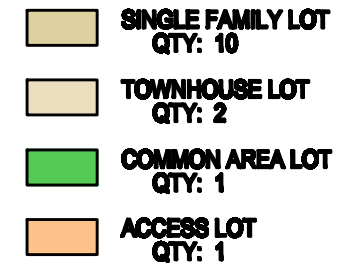 SINGLE FAMILY LOT
QTY: 10
TOWNHOUSE LOT
QTY: 2
COMMON AREA LOT
QTY: 1
ACCESS LOT
QTY: 1